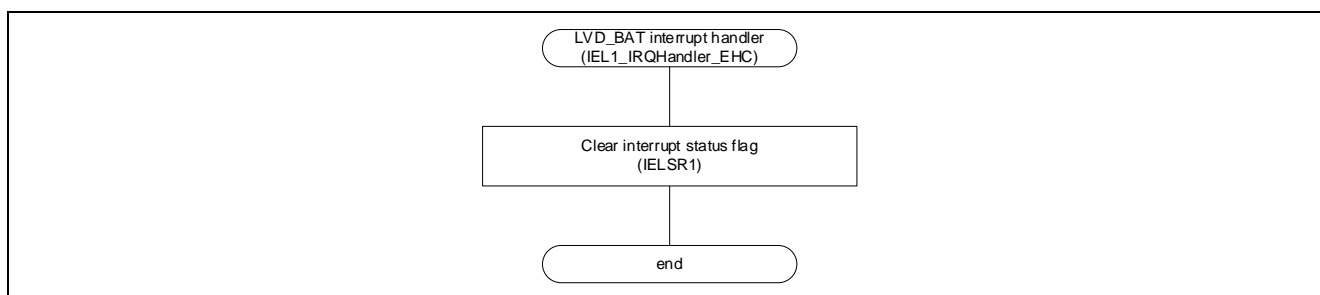 LVD_BAT interrupt handler
(IEL1_IRQHandler_EHC)
Clear interrupt status flag
(IELSR1)
end